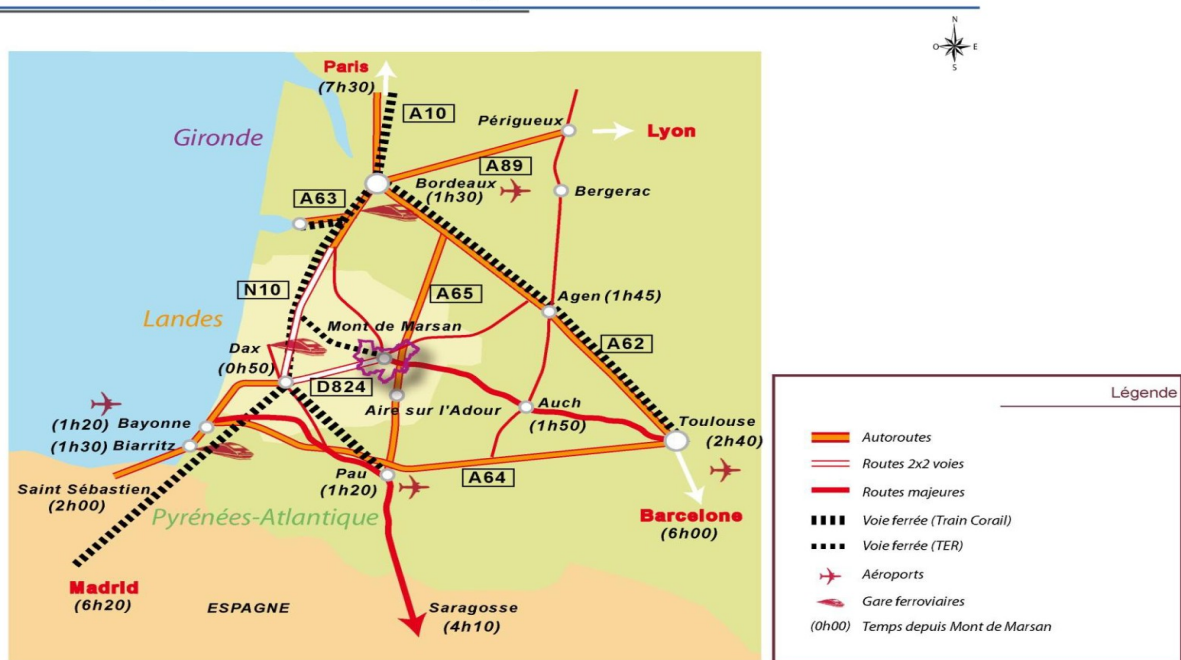 N
O E
S
Paris
(7h30)
A10
Gironde
Périgueux
Lyon
A89
Bordeaux
(1h30)
Bergerac
A63
N10
A65
Agen (1h45)
Landes
Mont de Marsan
A62
Dax
(0h50)
D824
Aire sur l'Adour
Auch
(1h50)
Toulouse
(2h40)
(1h20) Bayonne
(1h30) Biarritz
A64
Pau
(1h20)
Saint Sébastien
(2h00)
Pyrénées-Atlantique
Barcelone
(6h00)
Madrid
(6h20)
ESPAGNE
Saragosse
(4h10)
Légende
Autoroutes
Routes 2x2 voies
Routes majeures
Voie ferrée (Train Corail)
Voie ferrée (TER)
Aéroports
Gare ferroviaires
(0h00) Temps depuis Mont de Marsan